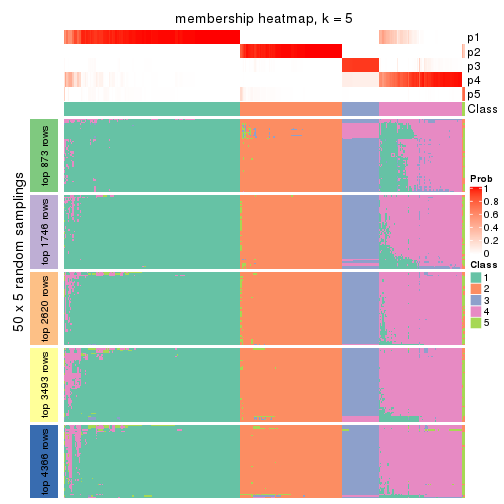 membership heatmap, k = 5
p1
p2
p3
p4
p5
Class
50 x 5 random samplings
top 873 rows
top 1746 rows
top 2620 rows
top 3493 rows
top 4366 rows
Prob
1
0.8
0.6
0.4
0.2
0
Class
1
2
3
4
5